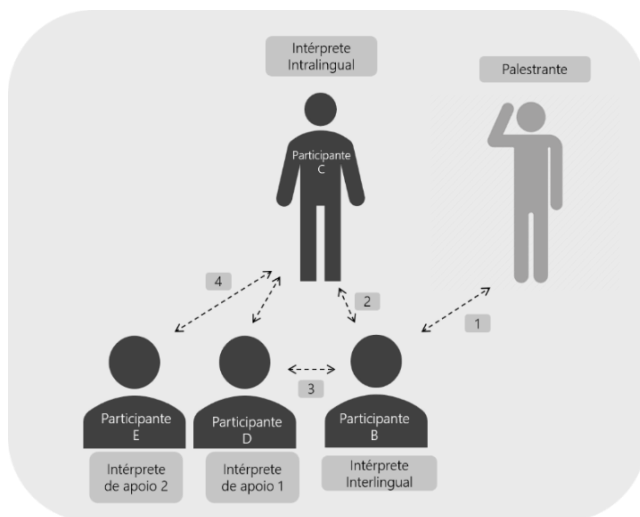 Intérprete
Intralingual
Palestrante
Participante
C
4
2
1
3
Participante
E
Participante
D
Participante
B
Intérprete
de apoio 2
Intérprete
de apoio 1
Intérprete
Interlingual